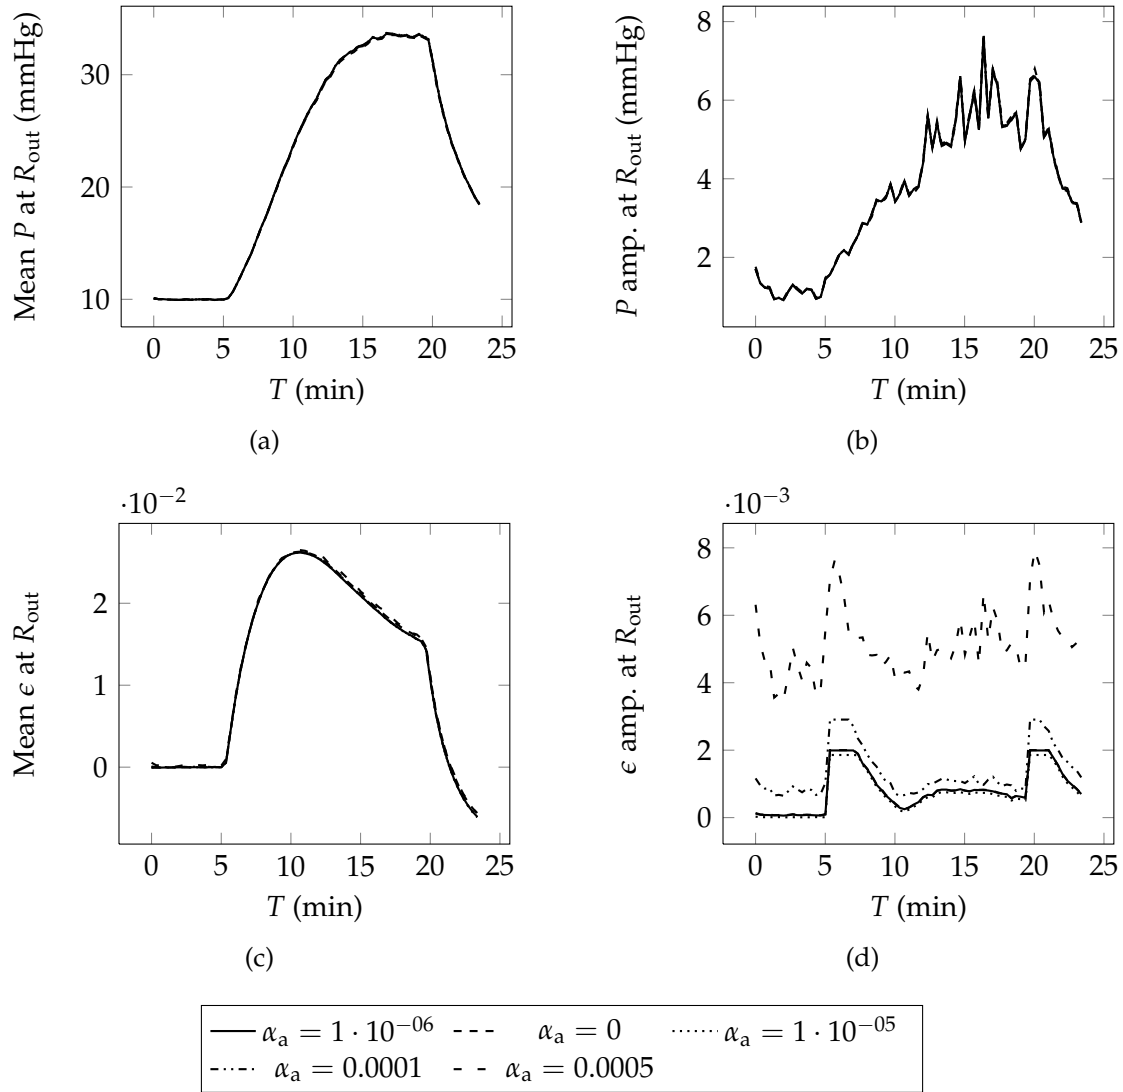 30
20
10
Mean P at R_out (mmHg)
0 5 10 15 20 25
T (min)
(a)
8
6
4
2
P amp. at R_out (mmHg)
0 5 10 15 20 25
T (min)
(b)
·10⁻²
2
1
0
Mean ϵ at R_out
0 5 10 15 20 25
T (min)
(c)
·10⁻³
8
6
4
2
0
ϵ amp. at R_out
0 5 10 15 20 25
T (min)
(d)
α_a = 1 · 10⁻⁰⁶ α_a = 0 α_a = 1 · 10⁻⁰⁵
α_a = 0.0001 α_a = 0.0005